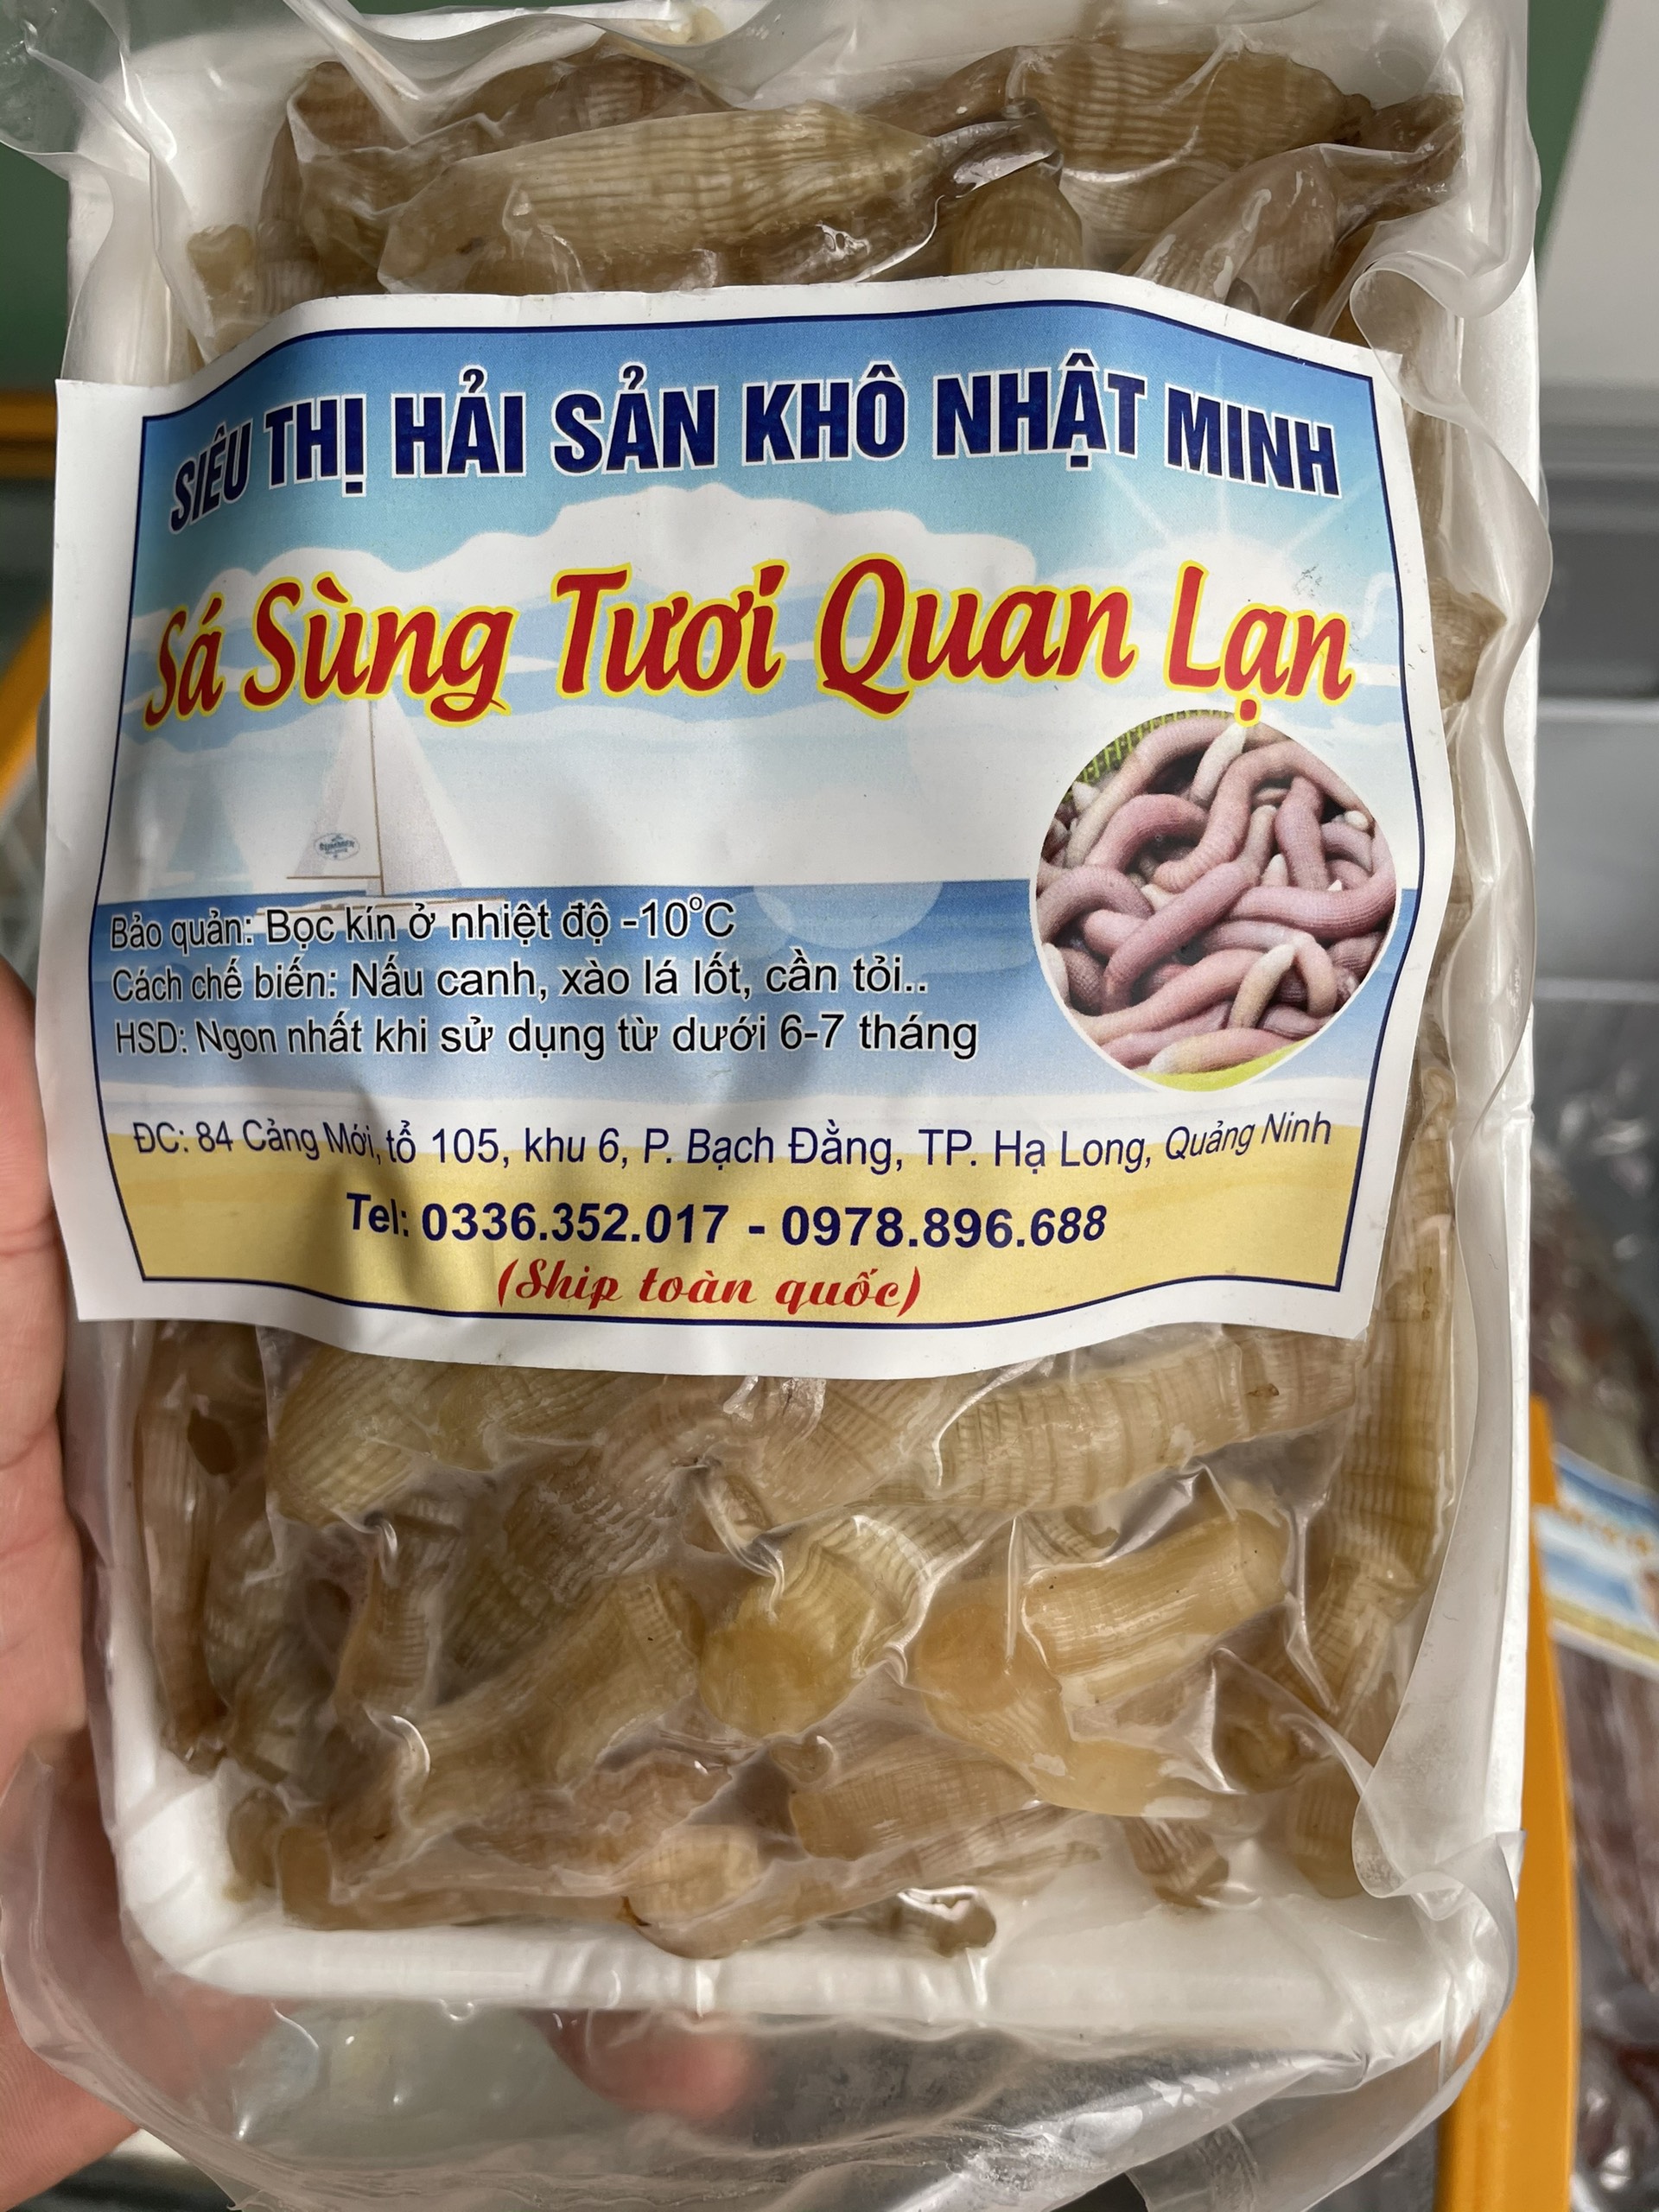 SIÊU THỊ HẢI SẢN KHÔ NHẬT MINH
Sá Sùng Tươi Quan Lạn
Bảo quản: Bọc kín ở nhiệt độ -10°C
Cách chế biến: Nấu canh, xào lá lốt, cần tỏi..
HSD: Ngon nhất khi sử dụng từ dưới 6-7 tháng
ĐC: 84 Cảng Mới, tổ 105, khu 6, P. Bạch Đằng, TP. Hạ Long, Quảng Ninh
Tel: 0336.352.017 - 0978.896.688
(Ship toàn quốc)